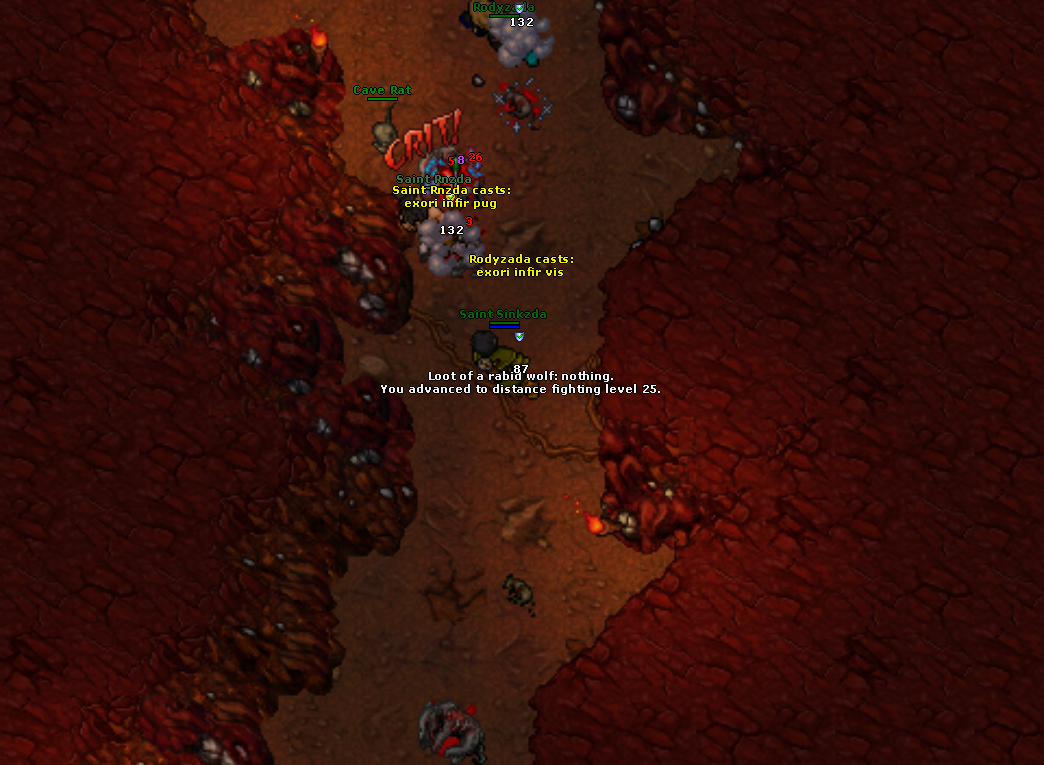 Rodyzada
132
Cave Rat
CRIT!
5 8 26
Saint Rnzda
Saint Rnzda casts:
exori infir pug
3
132
Rodyzada casts:
exori infir vis
Saint Sinkzda
87
Loot of a rabid wolf: nothing.
You advanced to distance fighting level 25.